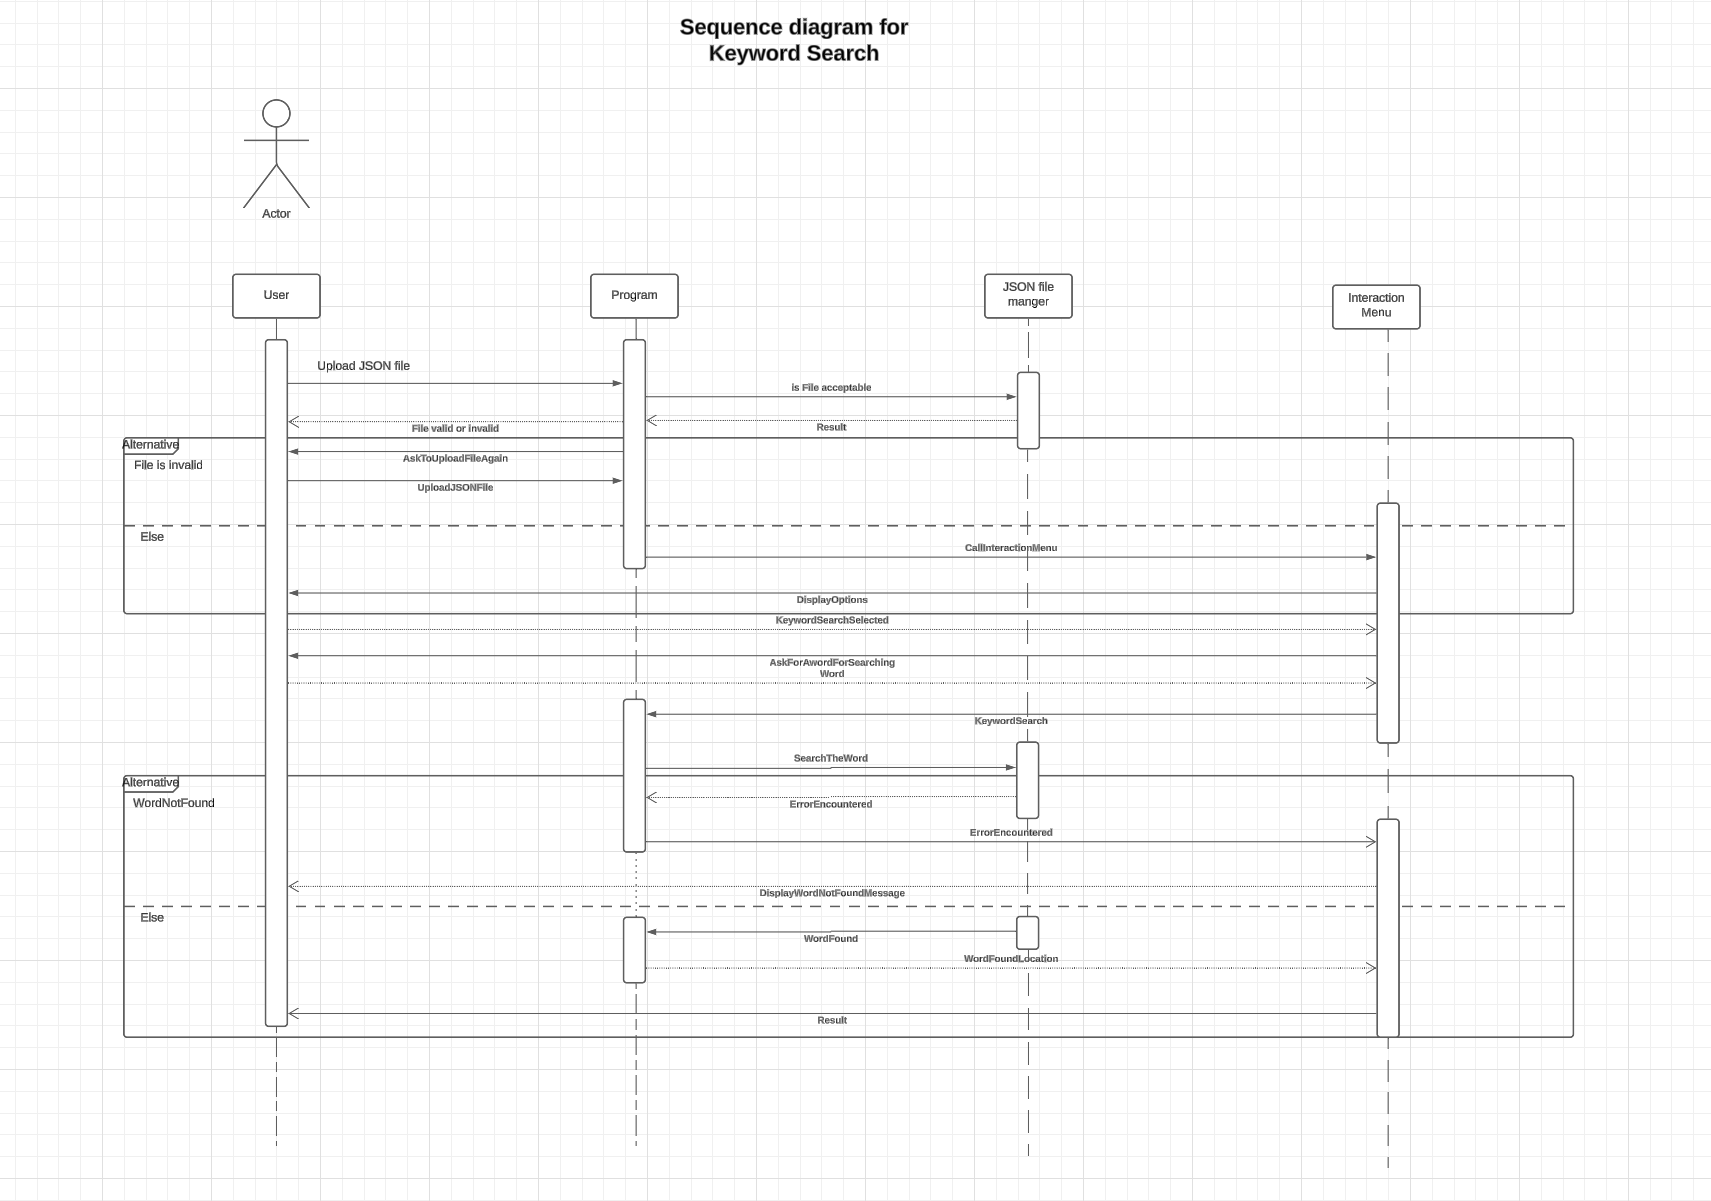 Sequence diagram for
Keyword Search
Actor
User
Program
JSON file
manger
Interaction
Menu
Upload JSON file
is File acceptable
Result
File valid or invalid
Alternative
File is invalid
AskToUploadFileAgain
UploadJSONFile
Else
CallInteractionMenu
DisplayOptions
KeywordSearchSelected
AskForAwordForSearching
Word
KeywordSearch
SearchTheWord
Alternative
WordNotFound
ErrorEncountered
ErrorEncountered
DisplayWordNotFoundMessage
Else
WordFound
WordFoundLocation
Result